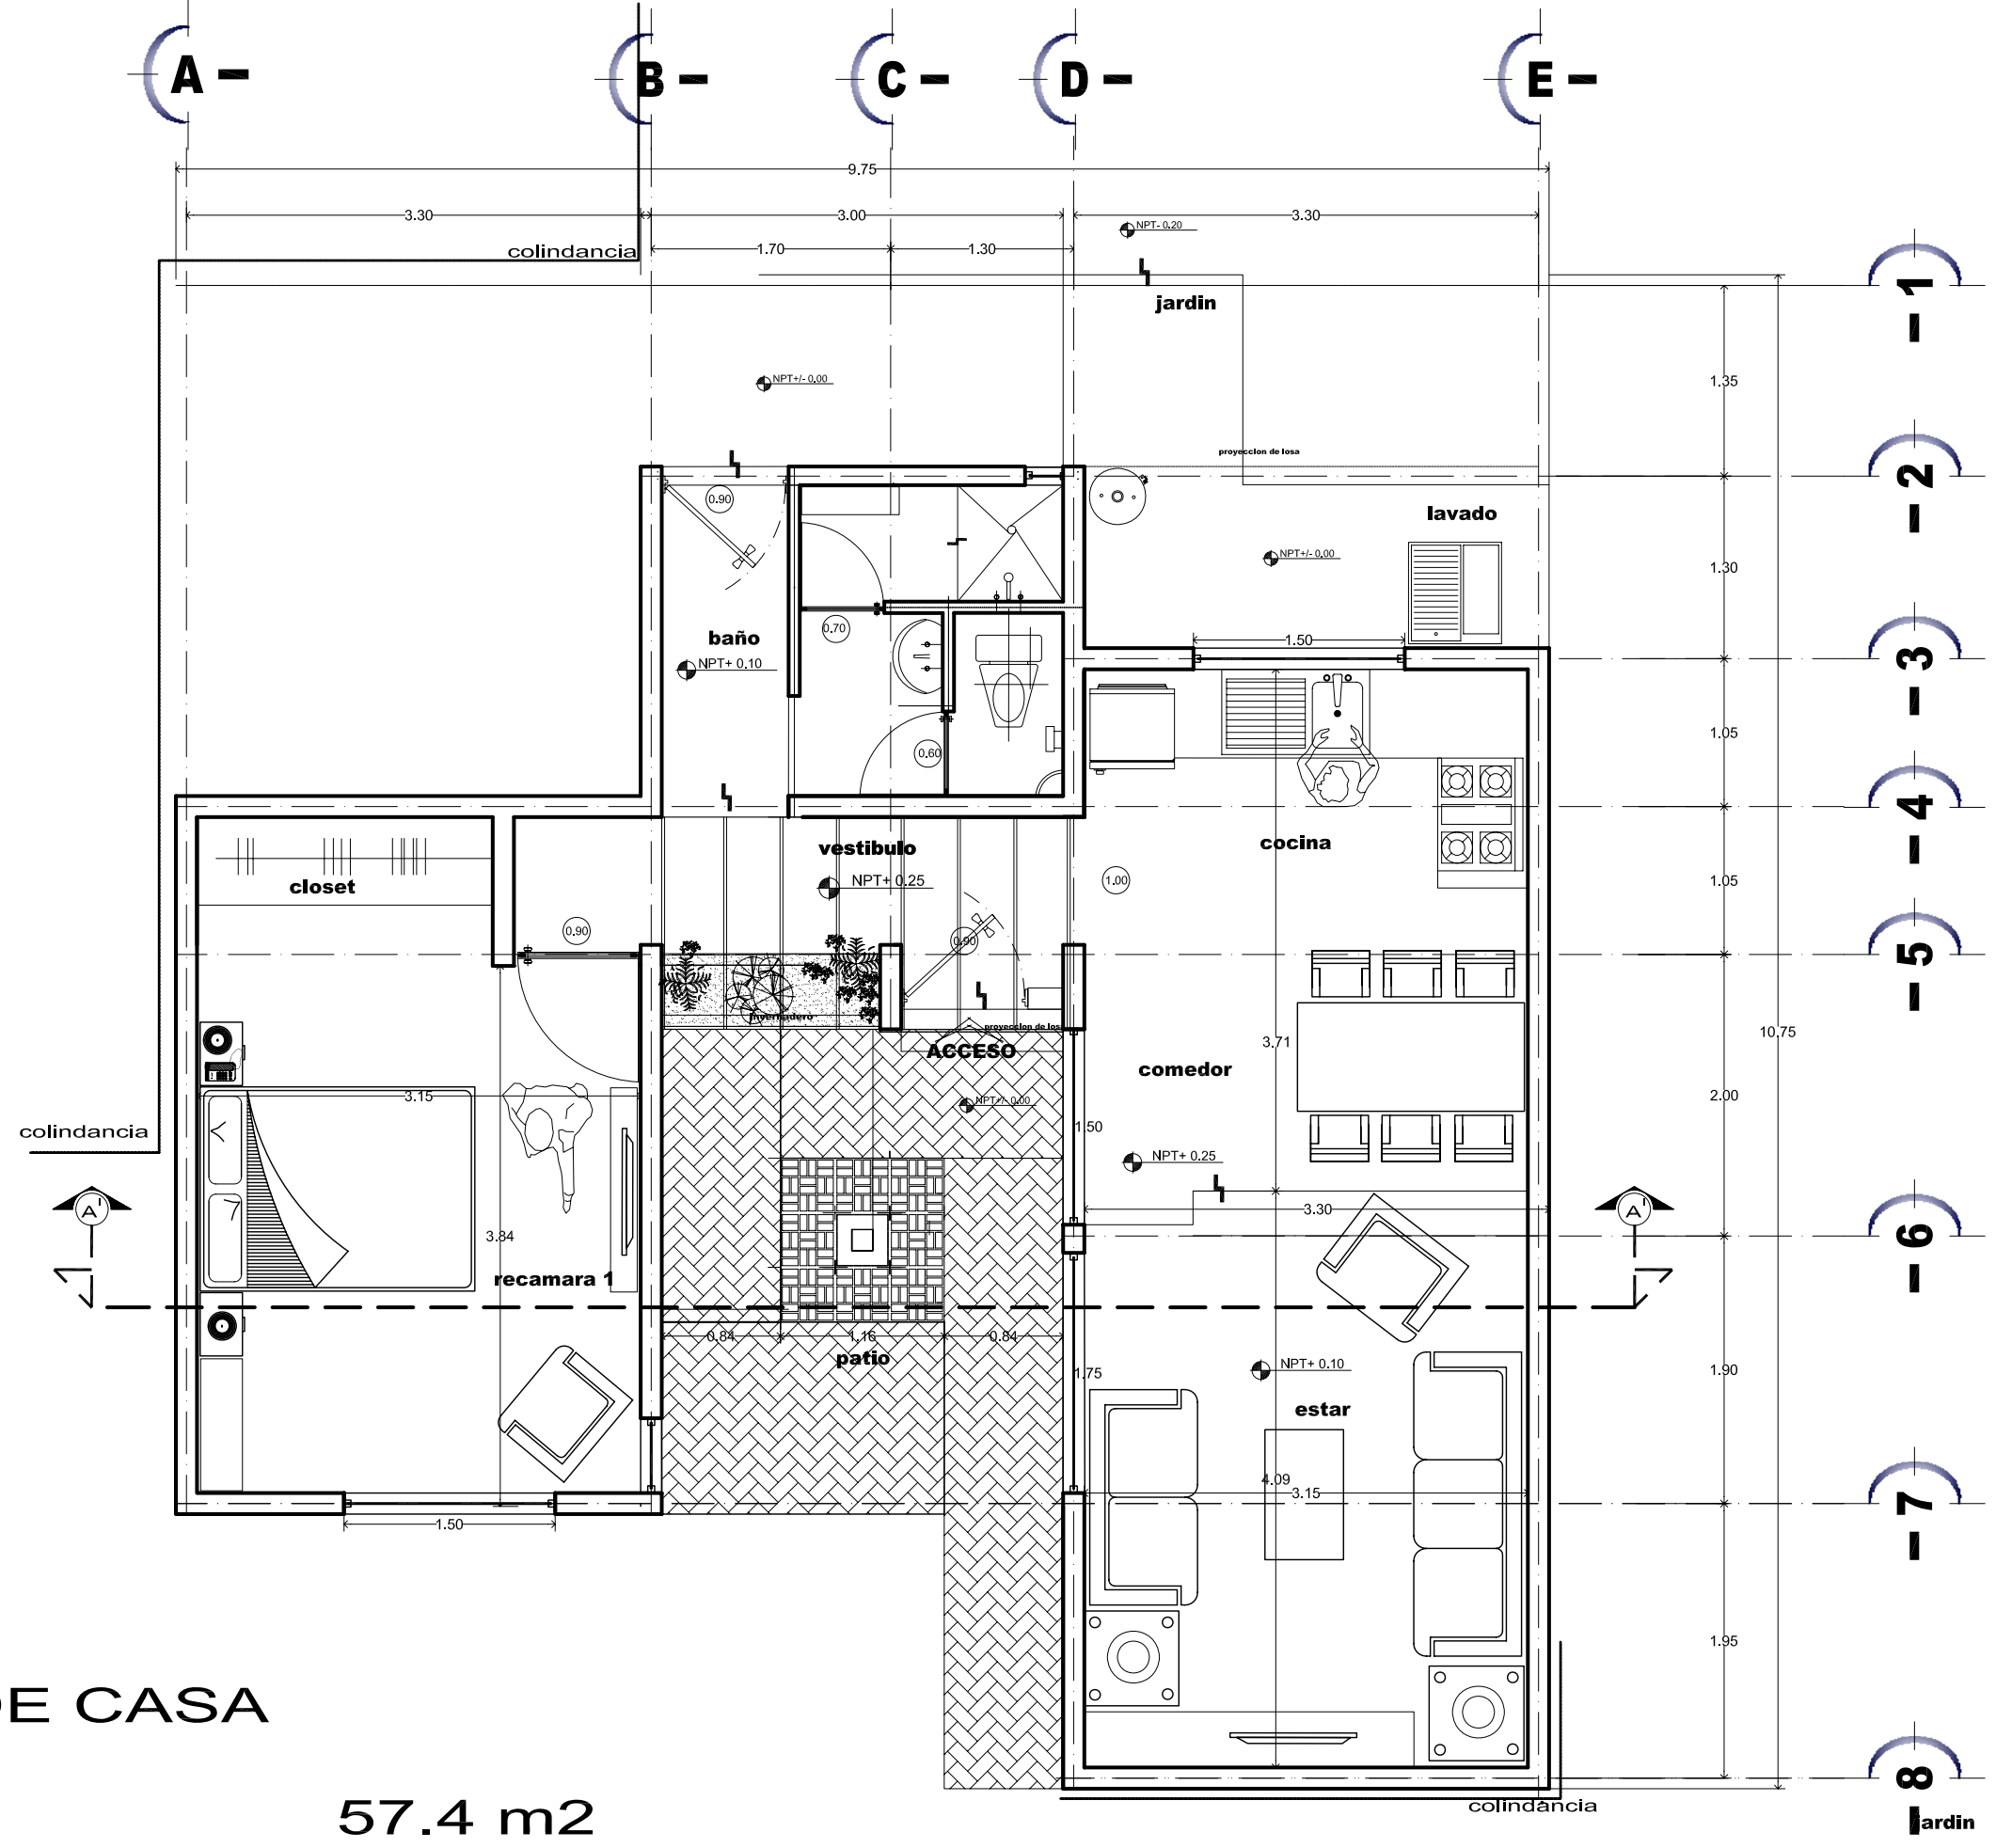 A -
B -
C -
D -
E -
9.75
3.30
3.00
3.30
NPT- 0.20
colindancia
1.70
1.30
- 1
jardin
NPT+/- 0.00
1.35
proyeccion de losa
- 2
0.90
lavado
NPT+/- 0.00
1.30
0.70
baño
1.50
NPT+ 0.10
- 3
1.05
0.60
- 4
vestibulo
cocina
closet
NPT+ 0.25
1.00
1.05
0.90
0.90
- 5
invernadero
proyeccion de los
ACCESO
3.71
10.75
comedor
3.15
NPT+/- 0.00
2.00
colindancia
1.50
NPT+ 0.25
A'
A'
3.30
3.84
- 6
recamara 1
0.84
1.16
0.84
patio
NPT+ 0.10
1.75
1.90
estar
4.09
3.15
- 7
1.50
1.95
DE CASA
- 8
colindancia
57.4 m2
jardin